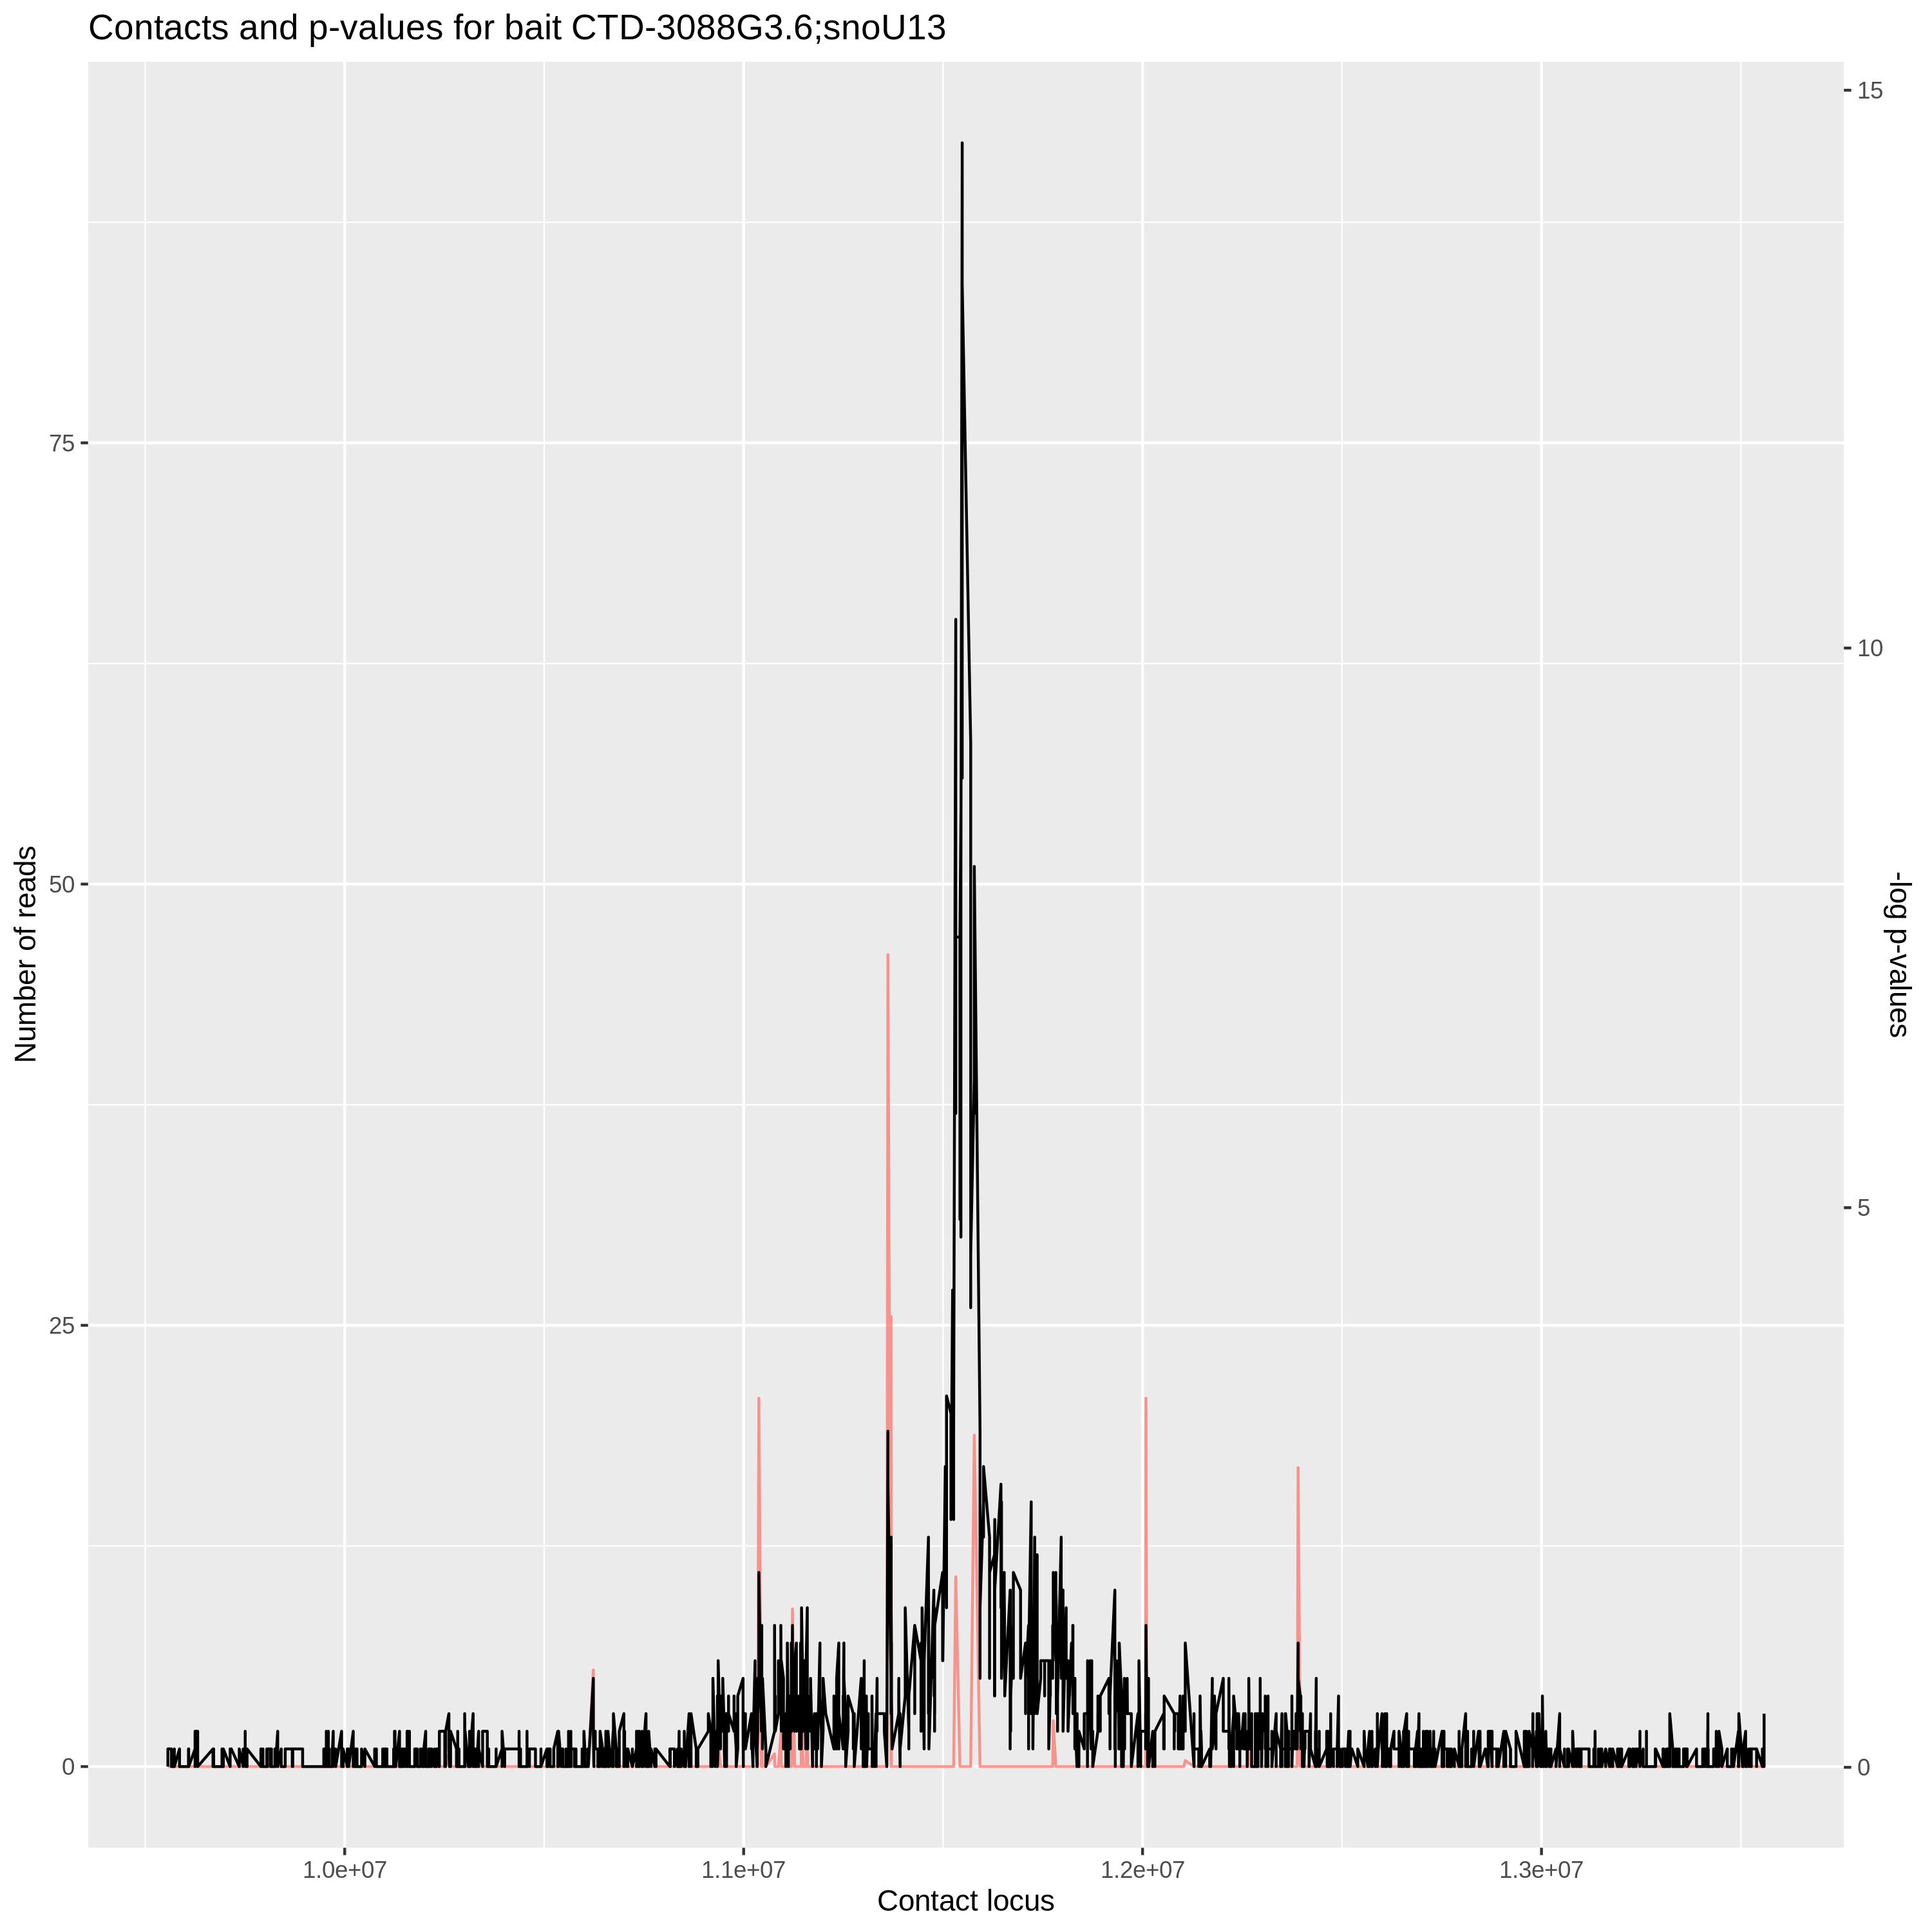 Contacts and p-values for bait CTD-3088G3.6;snoU13
15
75
10
50
Number of reads
-log p-values
5
25
0
0
1.0e+07
1.1e+07
1.2e+07
1.3e+07
Contact locus